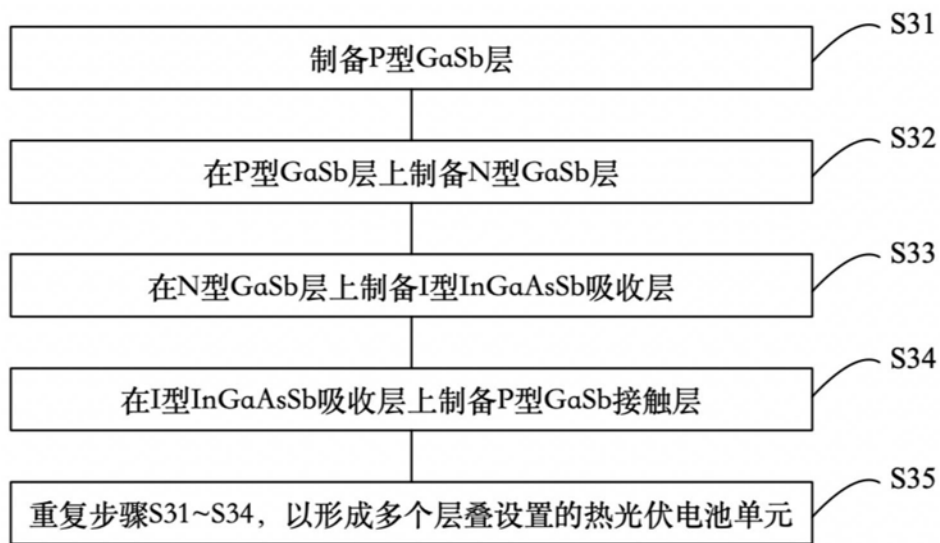 S31
制备P型GaSb层
S32
在P型GaSb层上制备N型GaSb层
S33
在N型GaSb层上制备I型InGaAsSb吸收层
S34
在I型InGaAsSb吸收层上制备P型GaSb接触层
S35
重复步骤S31~S34，以形成多个层叠设置的热光伏电池单元